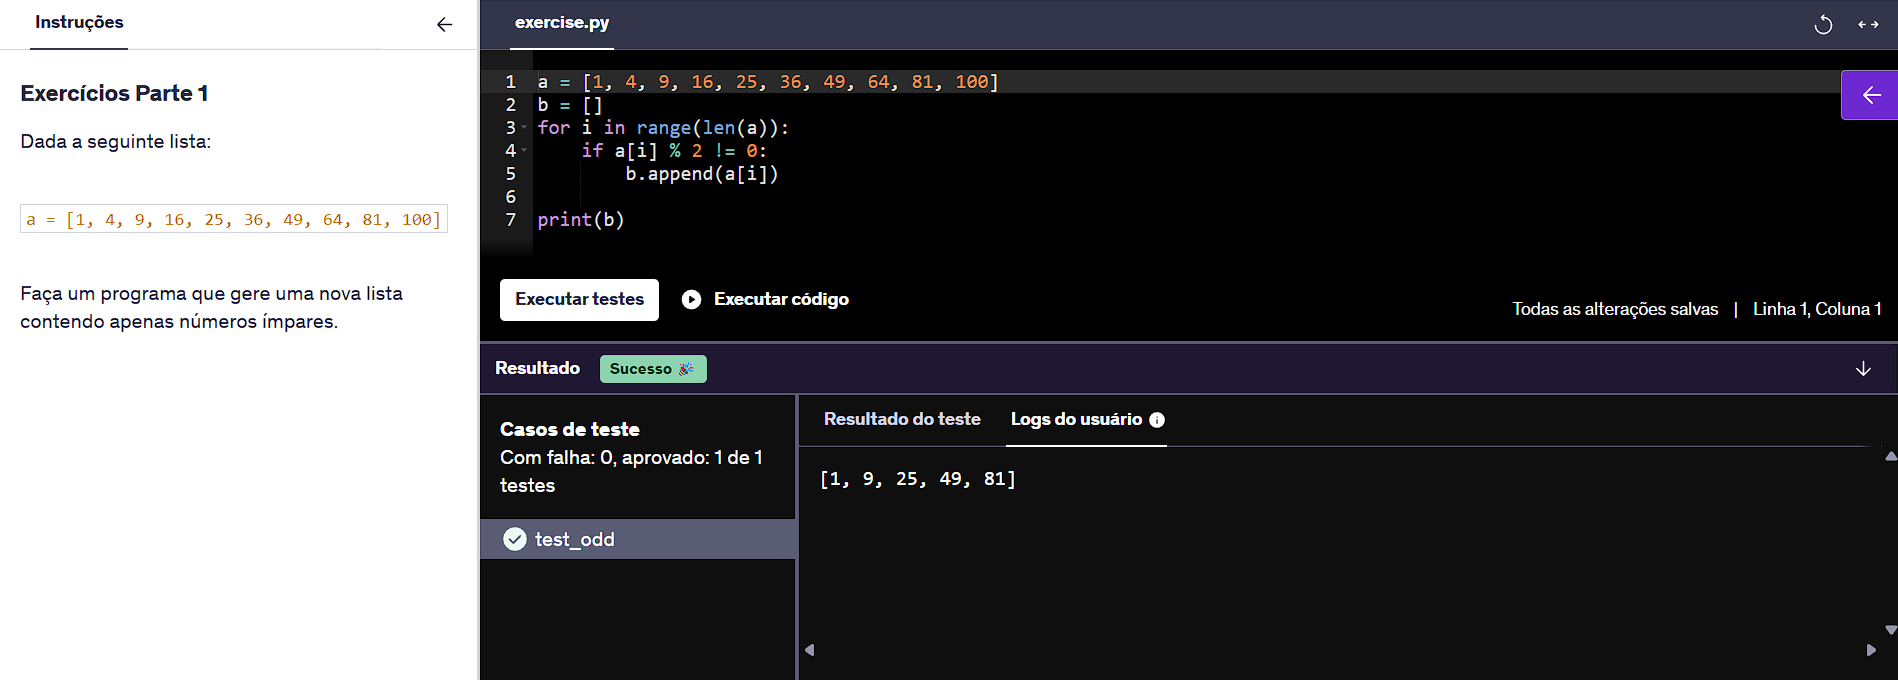 Instruções
Exercícios Parte 1
Dada a seguinte lista:
a = [1, 4, 9, 16, 25, 36, 49, 64, 81, 100]
Faça um programa que gere uma nova lista
contendo apenas números ímpares.
exercise.py
1 a = [1, 4, 9, 16, 25, 36, 49, 64, 81, 100]
2 b = []
3 for i in range(len(a)):
4     if a[i] % 2 != 0:
5         b.append(a[i])
6
7 print(b)
Executar testes
Executar código
Todas as alterações salvas | Linha 1, Coluna 1
Resultado
Sucesso 🎉
Casos de teste
Com falha: 0, aprovado: 1 de 1
testes
test_odd
Resultado do teste
Logs do usuário
[1, 9, 25, 49, 81]